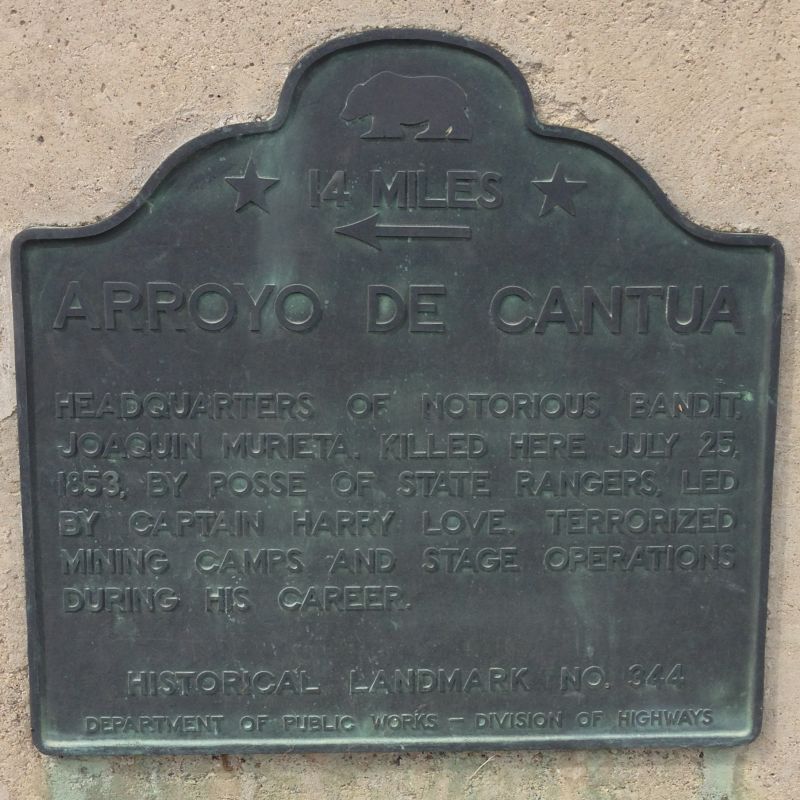 14 MILES
ARROYO DE CANTUA
HEADQUARTERS OF NOTORIOUS BANDIT,
JOAQUIN MURIETA. KILLED HERE JULY 25,
1853, BY POSSE OF STATE RANGERS, LED
BY CAPTAIN HARRY LOVE. TERRORIZED
MINING CAMPS AND STAGE OPERATIONS
DURING HIS CAREER.
HISTORICAL LANDMARK NO. 344
DEPARTMENT OF PUBLIC WORKS — DIVISION OF HIGHWAYS